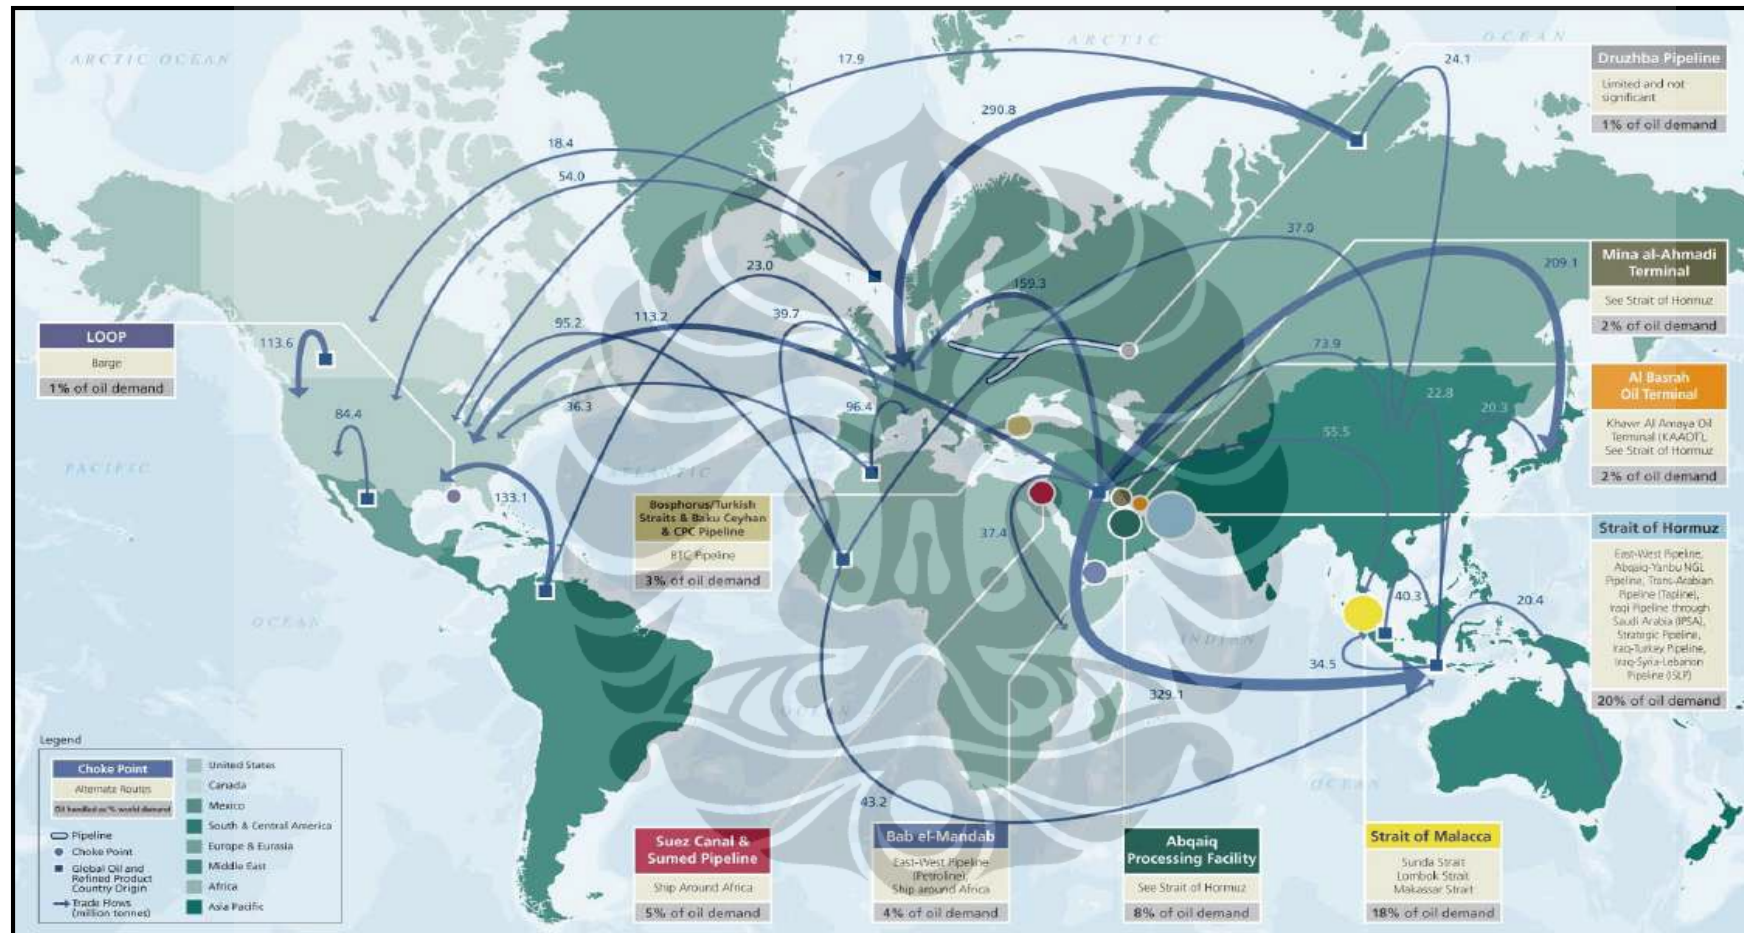 ARCTIC OCEAN
ARCTIC
OCEAN
17.9
24.1
290.8
18.4
54.0
37.0
23.0
159.3
209.1
95.2
113.2
39.7
113.6
73.9
84.4
36.3
96.4
22.8
20.3
55.5
PACIFIC
ATLANTIC
133.1
37.4
40.3
20.4
OCEAN
INDIAN
34.5
329.1
OCEAN
OCEAN
43.2
Druzhba Pipeline
Limited and not
significant
1% of oil demand
Mina al-Ahmadi
Terminal
See Strait of Hormuz
2% of oil demand
LOOP
Barge
1% of oil demand
Al Basrah
Oil Terminal
Khawr Al Amaya Oil
Terminal (KAAOT),
See Strait of Hormuz
2% of oil demand
Bosphorus/Turkish
Straits & Baku Ceyhan
& CPC Pipeline
BTC Pipeline
3% of oil demand
Strait of Hormuz
East-West Pipeline,
Abqaiq-Yanbu NGL
Pipeline, Trans-Arabian
Pipeline (Tapline),
Iraqi Pipeline through
Saudi Arabia (IPSA),
Strategic Pipeline,
Iraq-Turkey Pipeline,
Iraq-Syria-Lebanon
Pipeline (ISLP)
20% of oil demand
Legend
Choke Point
Alternate Routes
Oil handled as % world demand
Pipeline
Choke Point
Global Oil and
Refined Product
Country Origin
Trade Flows
(million tonnes)
United States
Canada
Mexico
South & Central America
Europe & Eurasia
Middle East
Africa
Asia Pacific
Suez Canal &
Sumed Pipeline
Ship Around Africa
5% of oil demand
Bab el-Mandab
East-West Pipeline
(Petroline),
Ship around Africa
4% of oil demand
Abqaiq
Processing Facility
See Strait of Hormuz
8% of oil demand
Strait of Malacca
Sunda Strait
Lombok Strait
Makassar Strait
18% of oil demand